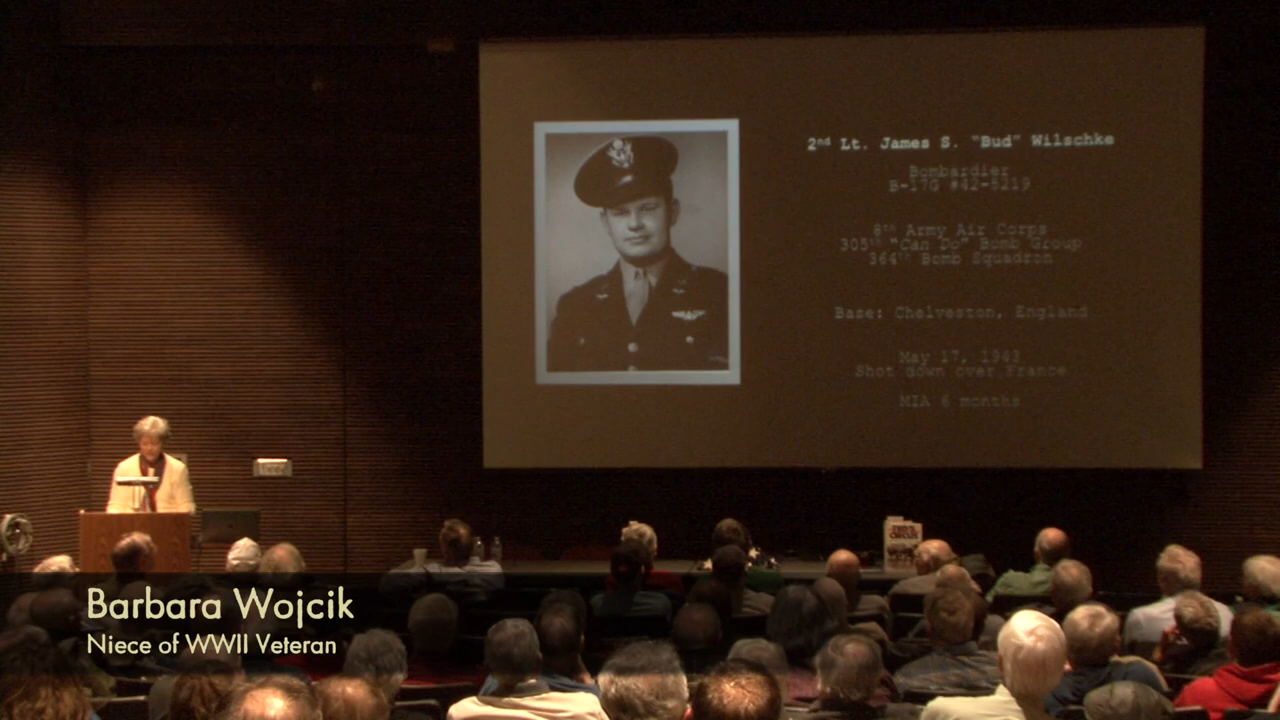 2nd Lt. James S. "Bud" Wilschke
Bombardier
B-17G #42-5219
8th Army Air Corps
305th "Can Do" Bomb Group
364th Bomb Squadron
Base: Chelveston, England
May 17, 1943
Shot down over France
MIA 6 months
CIRCUS
Barbara Wojcik
Niece of WWII Veteran